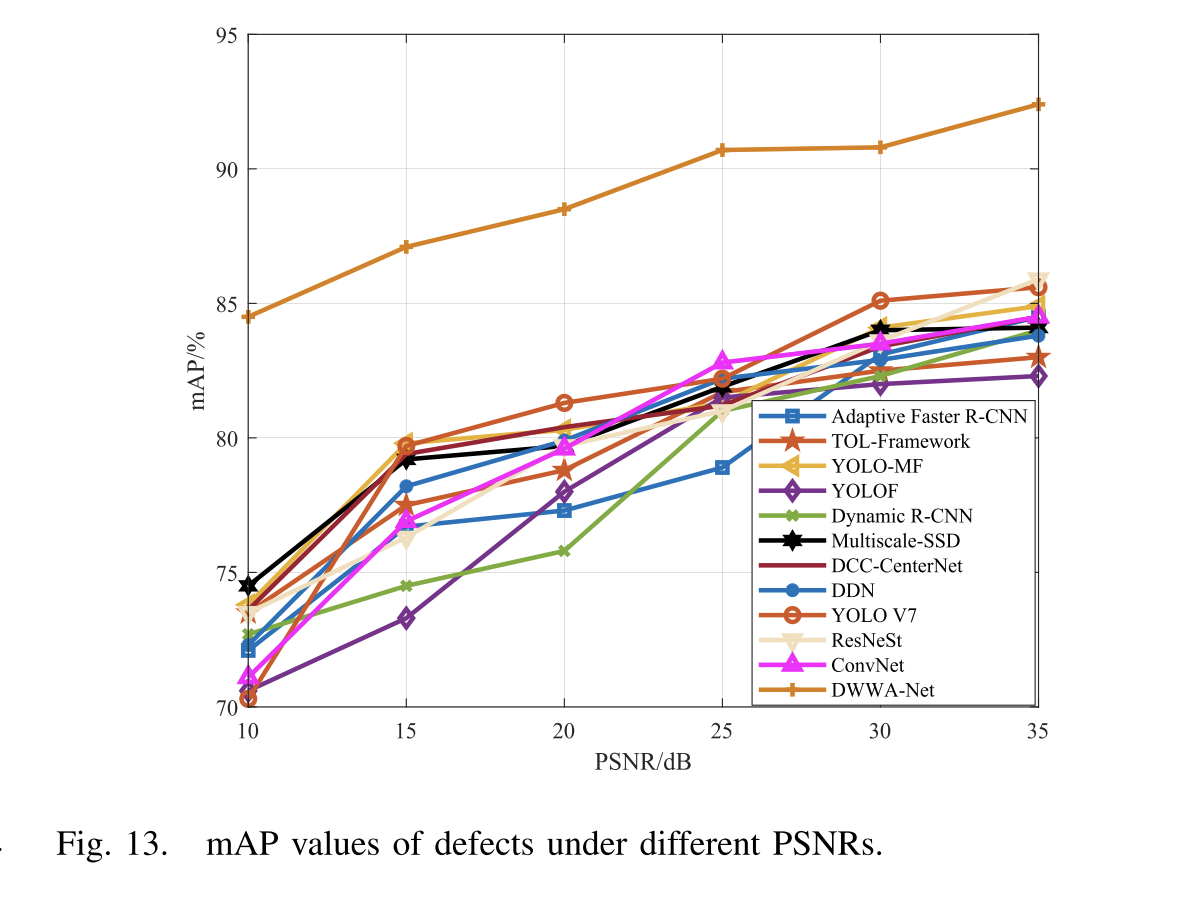 95
90
85
80
75
70
mAP/%
10 15 20 25 30 35
PSNR/dB
Adaptive Faster R-CNN
TOL-Framework
YOLO-MF
YOLOF
Dynamic R-CNN
Multiscale-SSD
DCC-CenterNet
DDN
YOLO V7
ResNeSt
ConvNet
DWWA-Net
Fig. 13. mAP values of defects under different PSNRs.